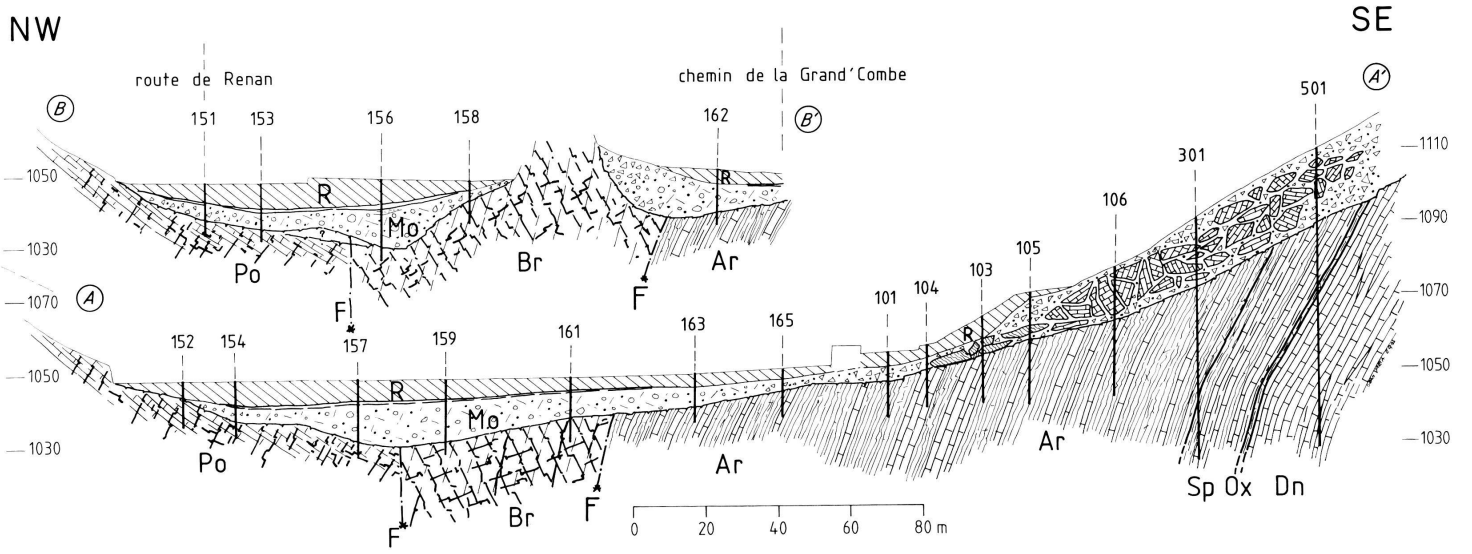 NW SE
route de Renan chemin de la Grand'Combe
B B' A'
151 153 156 158 162 301 501
1050 1110
R R
Mo 106 1090
1030 105
Po Br Ar 103
1070 A F F 101 104 1070
152 154 157 159 161 163 165 R
1050 R 1050
Mo
1030 Po Ar Ar 1030
Br Sp Ox Dn
F F
0 20 40 60 80 m